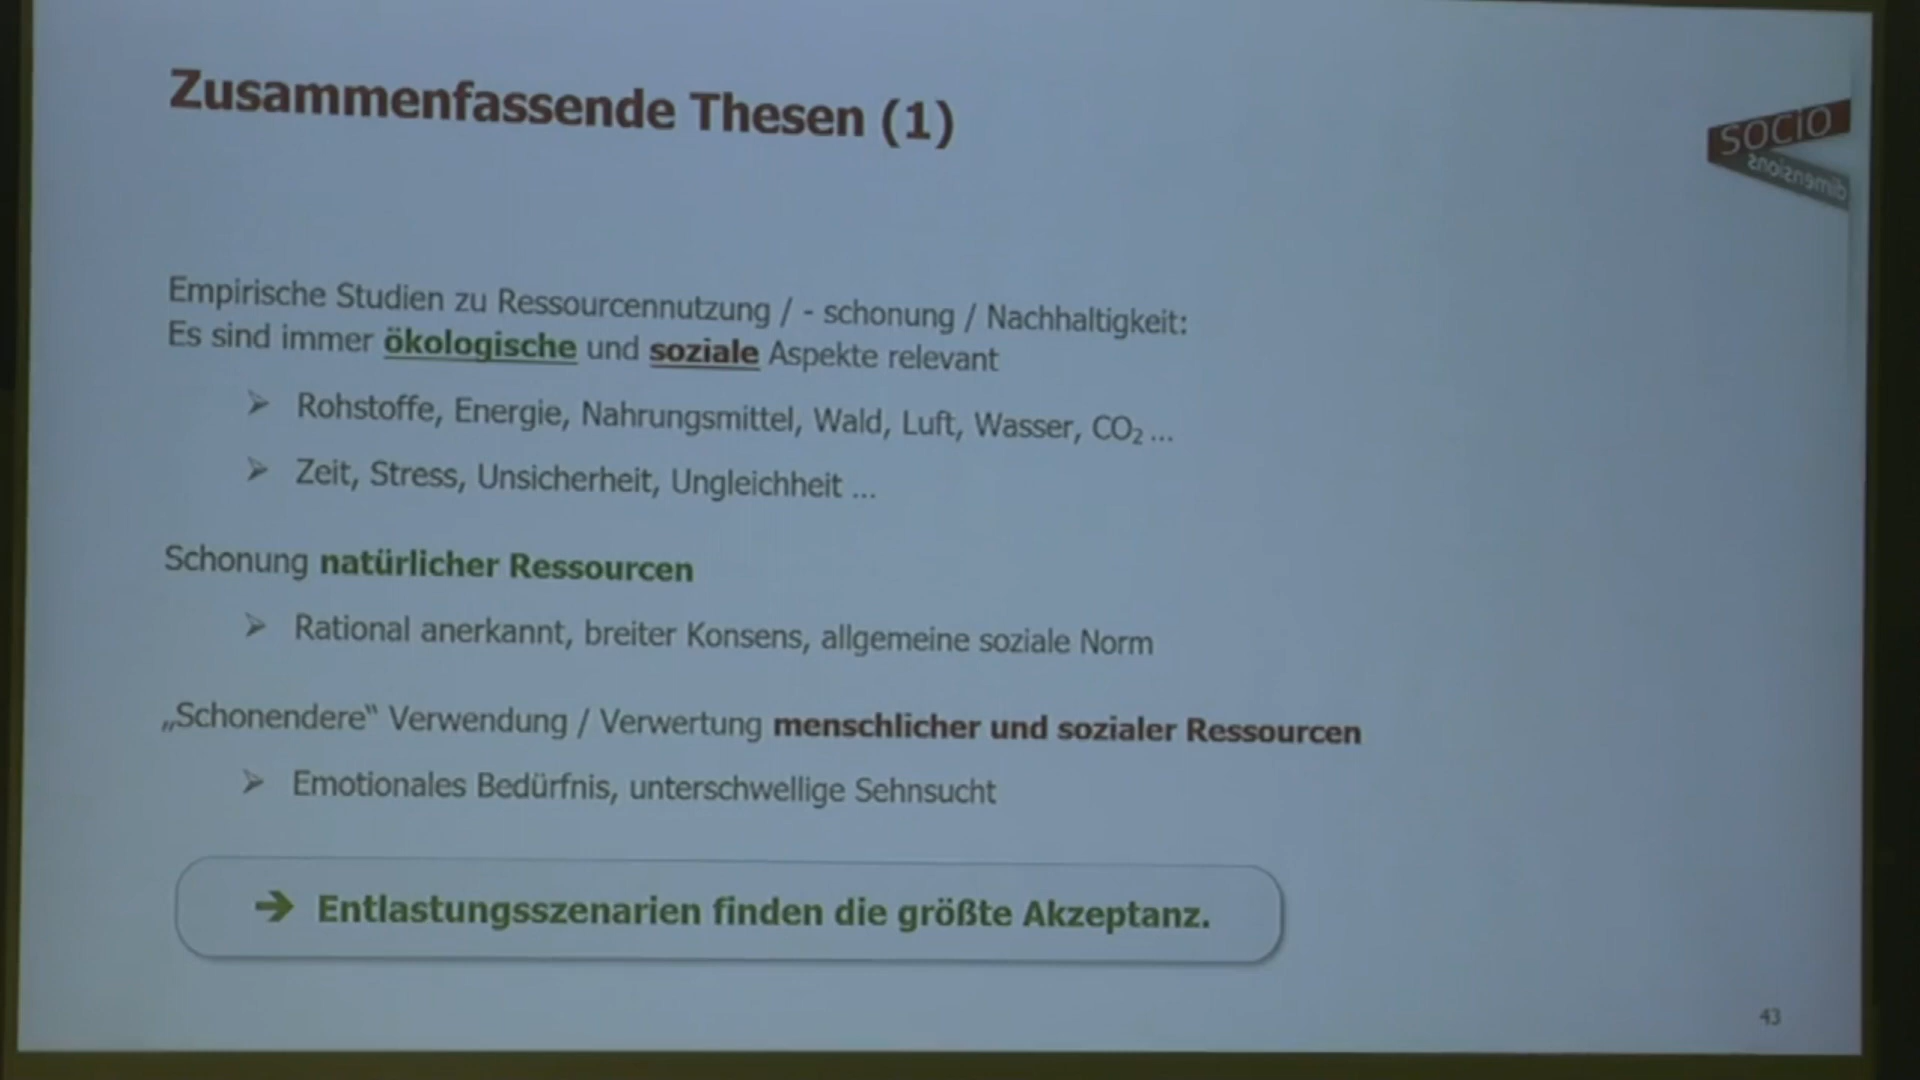 Zusammenfassende Thesen (1)
SOCIO
dimensions
Empirische Studien zu Ressourcennutzung / - schonung / Nachhaltigkeit:
Es sind immer ökologische und soziale Aspekte relevant
➢ Rohstoffe, Energie, Nahrungsmittel, Wald, Luft, Wasser, CO₂ ...
➢ Zeit, Stress, Unsicherheit, Ungleichheit ...
Schonung natürlicher Ressourcen
➢ Rational anerkannt, breiter Konsens, allgemeine soziale Norm
„Schonendere“ Verwendung / Verwertung menschlicher und sozialer Ressourcen
➢ Emotionales Bedürfnis, unterschwellige Sehnsucht
➔ Entlastungsszenarien finden die größte Akzeptanz.
43